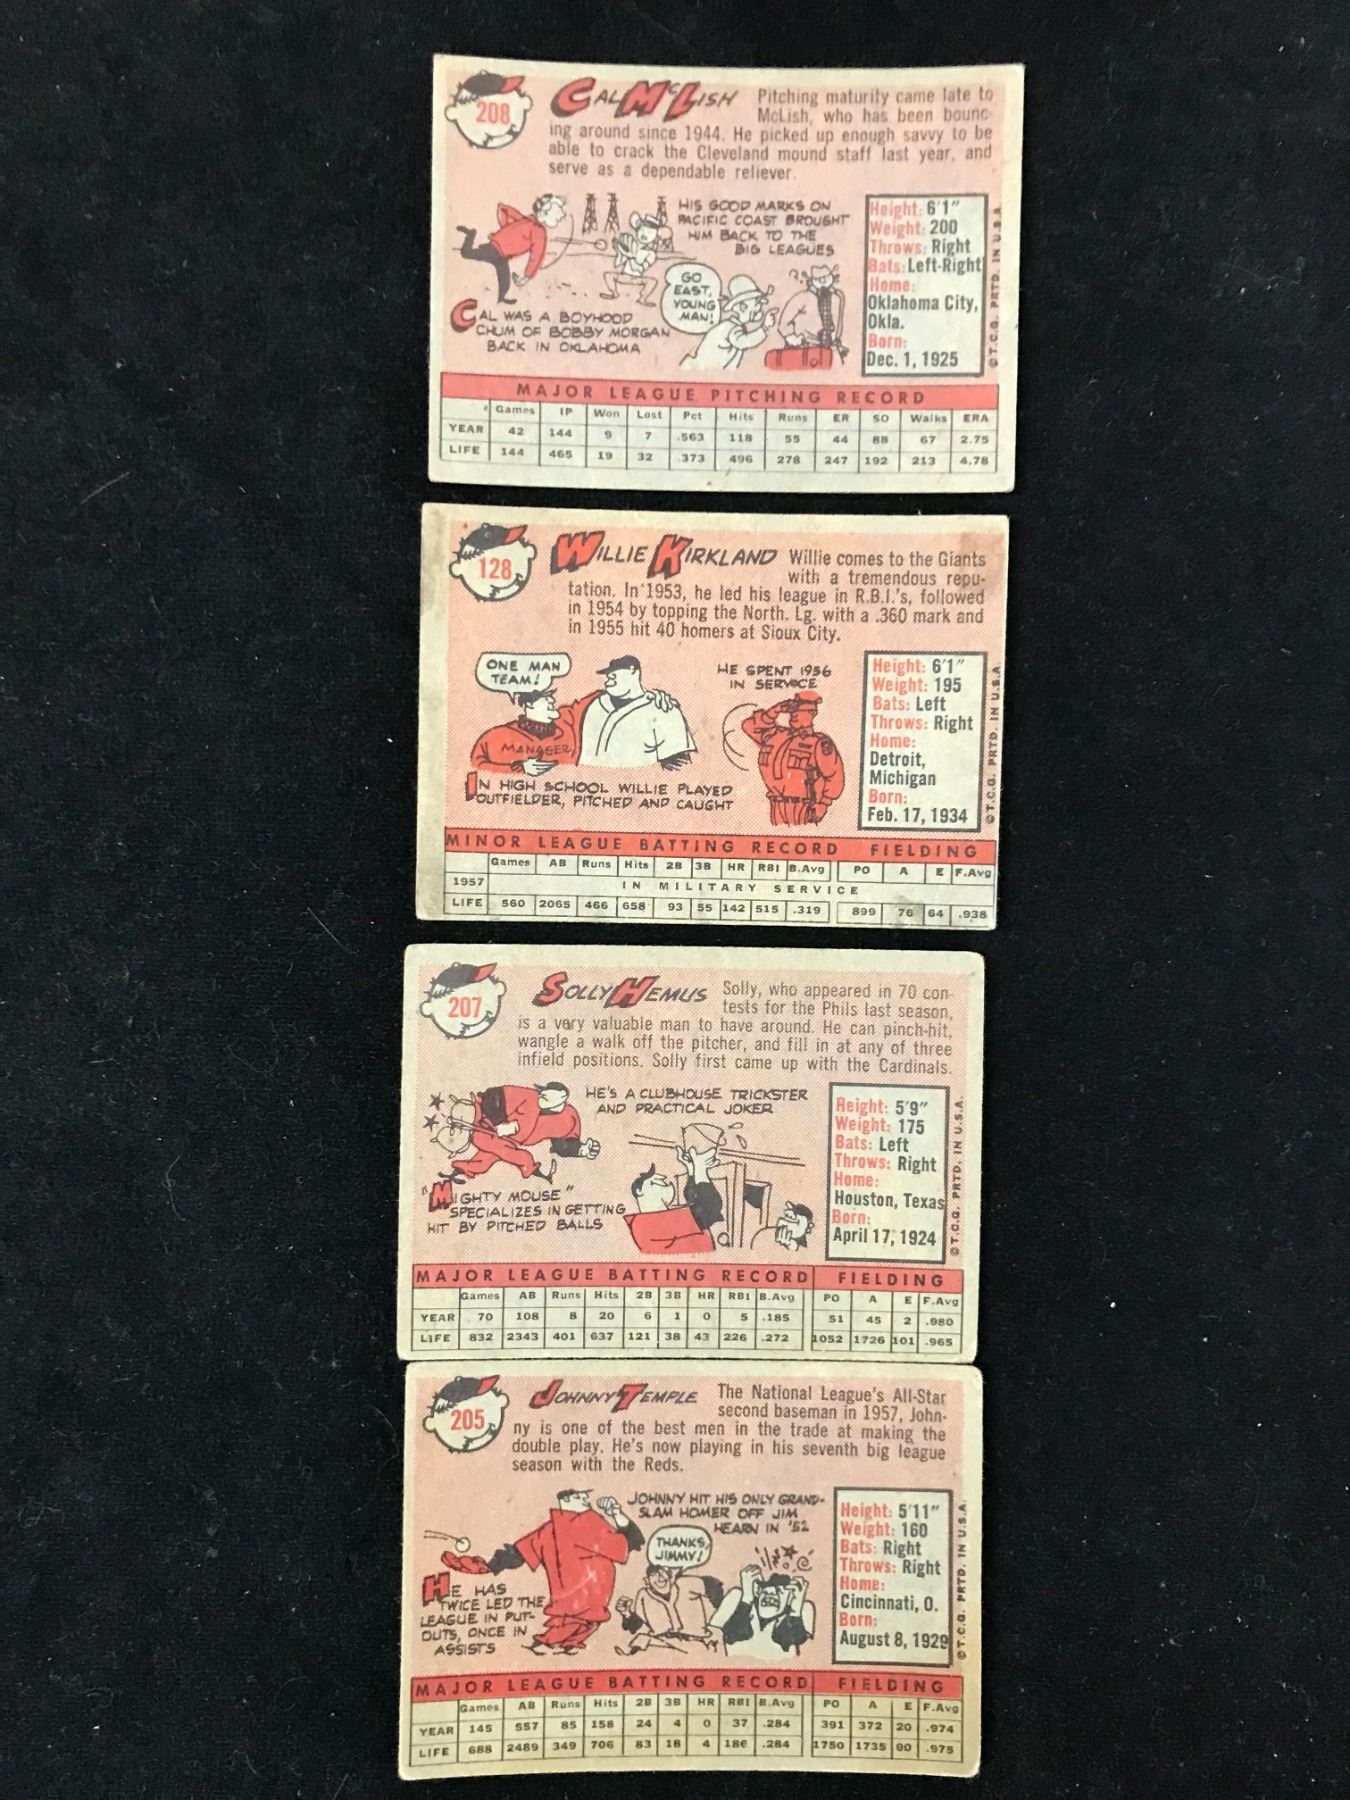 208
CAL MCLISH
Pitching maturity came late to
McLish, who has been bounc-
ing around since 1944. He picked up enough savvy to be
able to crack the Cleveland mound staff last year, and
serve as a dependable reliever.
HIS GOOD MARKS ON
PACIFIC COAST BROUGHT
HIM BACK TO THE
BIG LEAGUES
GO
EAST,
YOUNG
MAN!
CAL WAS A BOYHOOD
CHUM OF BOBBY MORGAN
BACK IN OKLAHOMA
Height: 6'1"
Weight: 200
Throws: Right
Bats: Left-Right
Home:
Oklahoma City,
Okla.
Born:
Dec. 1, 1925
© T.C.G. PRTD. IN U.S.A.
MAJOR LEAGUE PITCHING RECORD
Games IP Won Lost Pct Hits Runs ER SO Walks ERA
YEAR 42 144 9 7 .563 118 55 44 88 67 2.75
LIFE 144 465 19 32 .373 496 278 247 192 213 4.78
128
WILLIE KIRKLAND
Willie comes to the Giants
with a tremendous repu-
tation. In 1953, he led his league in R.B.I.'s, followed
in 1954 by topping the North. Lg. with a .360 mark and
in 1955 hit 40 homers at Sioux City.
ONE MAN
TEAM!
MANAGER
HE SPENT 1956
IN SERVICE
IN HIGH SCHOOL WILLIE PLAYED
OUTFIELDER, PITCHED AND CAUGHT
Height: 6'1"
Weight: 195
Bats: Left
Throws: Right
Home:
Detroit,
Michigan
Born:
Feb. 17, 1934
© T.C.G. PRTD. IN U.S.A.
MINOR LEAGUE BATTING RECORD FIELDING
Games AB Runs Hits 2B 3B HR RBI B.Avg PO A E F.Avg
1957 IN MILITARY SERVICE
LIFE 560 2065 466 658 93 55 142 515 .319 899 76 64 .938
207
SOLLY HEMUS
Solly, who appeared in 70 con-
tests for the Phils last season,
is a very valuable man to have around. He can pinch-hit,
wangle a walk off the pitcher, and fill in at any of three
infield positions. Solly first came up with the Cardinals.
HE'S A CLUBHOUSE TRICKSTER
AND PRACTICAL JOKER
"MIGHTY MOUSE"
SPECIALIZES IN GETTING
HIT BY PITCHED BALLS
Height: 5'9"
Weight: 175
Bats: Left
Throws: Right
Home:
Houston, Texas
Born:
April 17, 1924
© T.C.G. PRTD. IN U.S.A.
MAJOR LEAGUE BATTING RECORD FIELDING
Games AB Runs Hits 2B 3B HR RBI B.Avg PO A E F.Avg
YEAR 70 108 8 20 6 1 0 5 .185 51 45 2 .980
LIFE 832 2343 401 637 121 38 43 226 .272 1052 1726 101 .965
205
JOHNNY TEMPLE
The National League's All-Star
second baseman in 1957, John-
ny is one of the best men in the trade at making the
double play. He's now playing in his seventh big league
season with the Reds.
JOHNNY HIT HIS ONLY GRAND-
SLAM HOMER OFF JIM
HEARN IN '52
THANKS,
JIMMY!
HE HAS
TWICE LED THE
LEAGUE IN PUT-
OUTS, ONCE IN
ASSISTS
Height: 5'11"
Weight: 160
Bats: Right
Throws: Right
Home:
Cincinnati, O.
Born:
August 8, 1929
© T.C.G. PRTD. IN U.S.A.
MAJOR LEAGUE BATTING RECORD FIELDING
Games AB Runs Hits 2B 3B HR RBI B.Avg PO A E F.Avg
YEAR 145 557 85 158 24 4 0 37 .284 391 372 20 .974
LIFE 688 2489 349 706 83 18 4 186 .284 1750 1735 90 .975